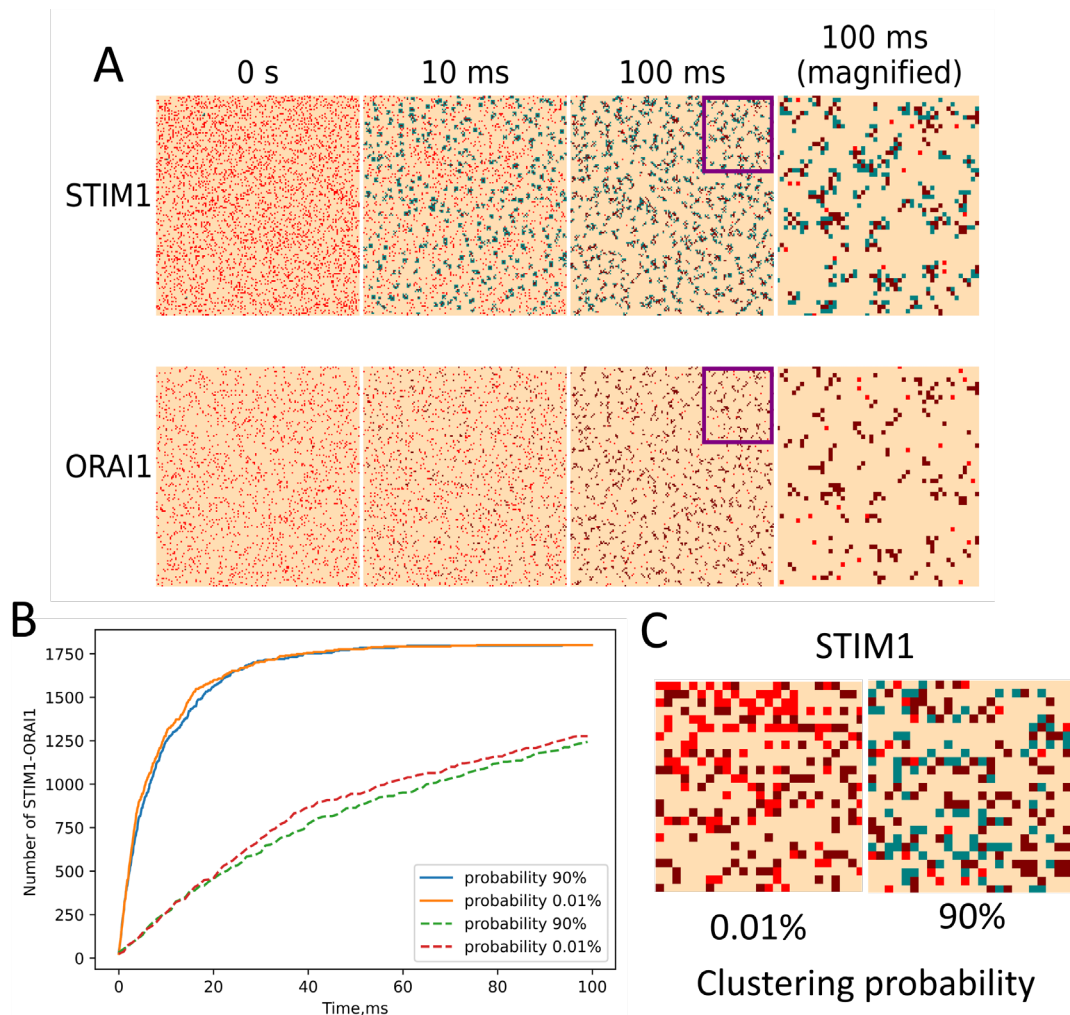 A
0 s
10 ms
100 ms
100 ms
(magnified)
STIM1
ORAI1
B
Number of STIM1-ORAI1
1750
1500
1250
1000
750
500
250
0
0
20
40
60
80
100
Time,ms
probability 90%
probability 0.01%
probability 90%
probability 0.01%
C
STIM1
0.01%
90%
Clustering probability